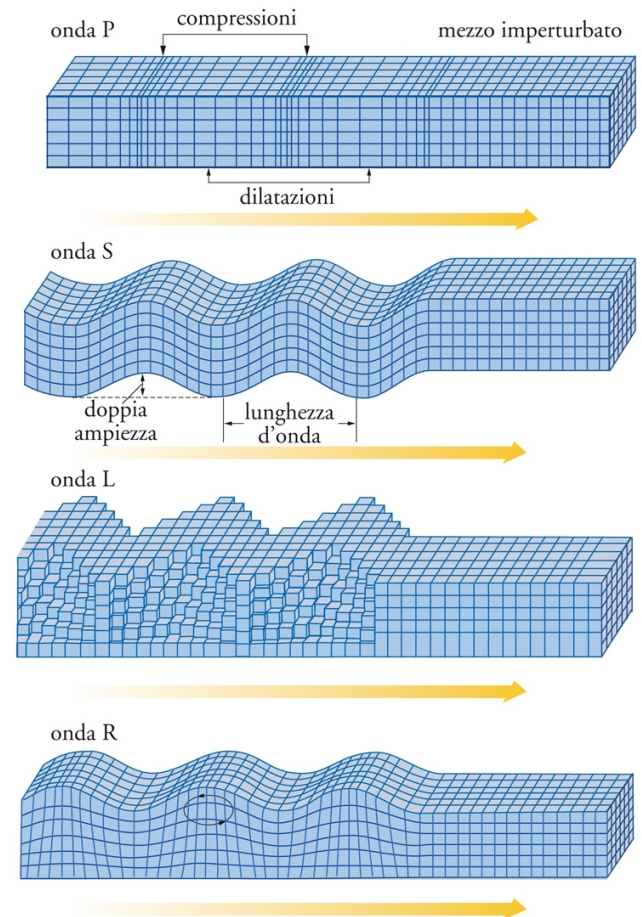 onda P
compressioni
mezzo imperturbato
dilatazioni
onda S
doppia
ampiezza
lunghezza
d’onda
onda L
onda R